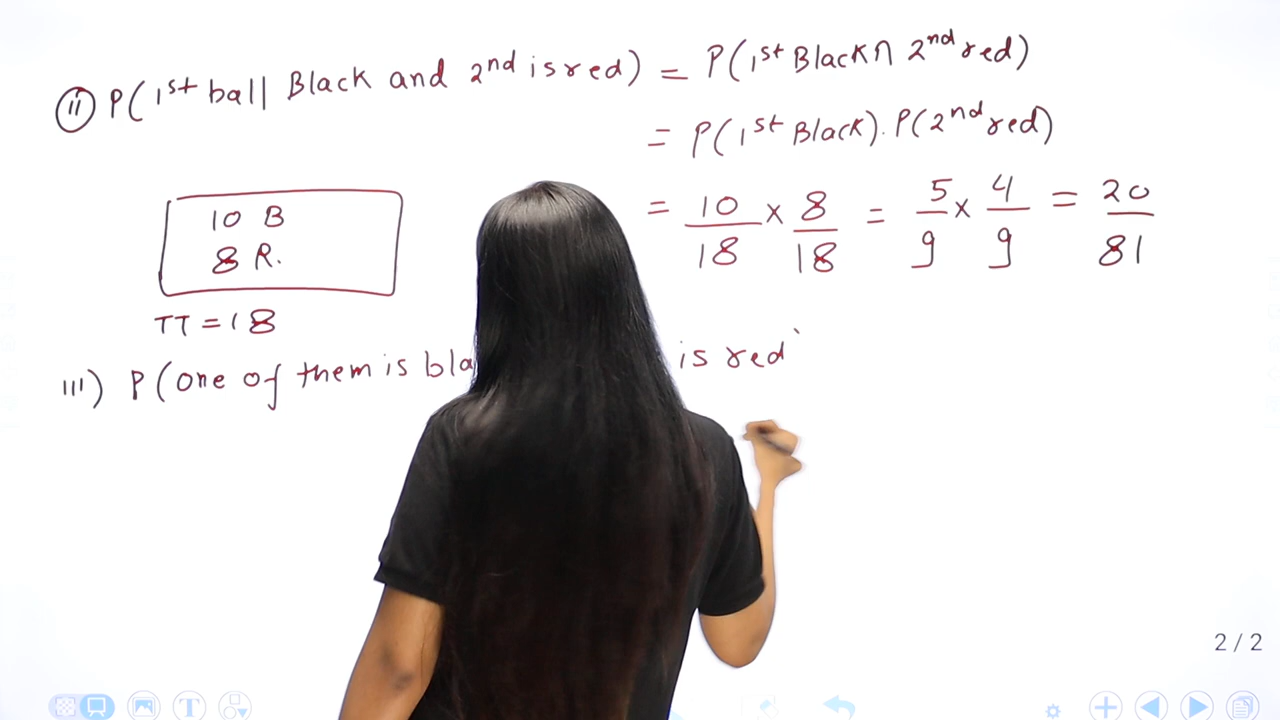 (ii) P(1st ball Black and 2nd is red) = P(1st Black ∩ 2nd red)
= P(1st Black). P(2nd red)
= 10/18 x 8/18 = 5/9 x 4/9 = 20/81
10 B
8 R.
TT = 18
III) P(one of them is is red
2 / 2